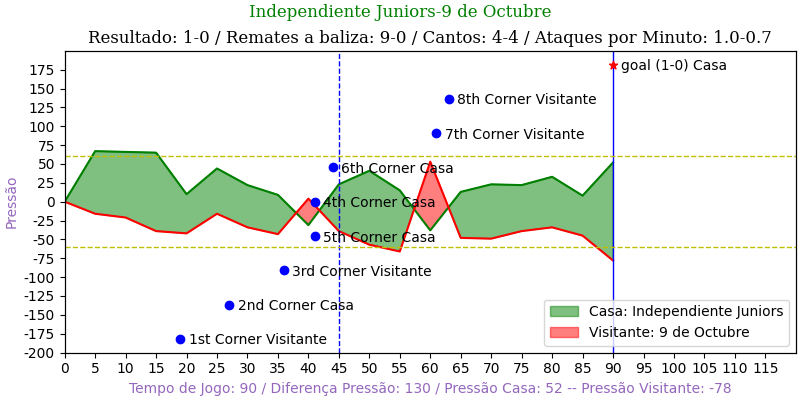 Independiente Juniors-9 de Octubre
Resultado: 1-0 / Remates a baliza: 9-0 / Cantos: 4-4 / Ataques por Minuto: 1.0-0.7
Pressão
175
150
125
100
75
50
25
0
-25
-50
-75
-100
-125
-150
-175
-200
goal (1-0) Casa
8th Corner Visitante
7th Corner Visitante
6th Corner Casa
4th Corner Casa
5th Corner Casa
3rd Corner Visitante
2nd Corner Casa
1st Corner Visitante
Casa: Independiente Juniors
Visitante: 9 de Octubre
0 5 10 15 20 25 30 35 40 45 50 55 60 65 70 75 80 85 90 95 100 105 110 115
Tempo de Jogo: 90 / Diferença Pressão: 130 / Pressão Casa: 52 -- Pressão Visitante: -78